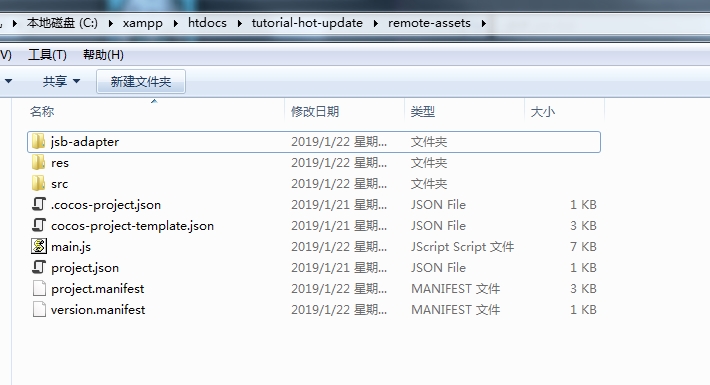 本地磁盘 (C:) ▸ xampp ▸ htdocs ▸ tutorial-hot-update ▸ remote-assets ▸
V) 工具(T) 帮助(H)
共享 新建文件夹
名称 修改日期 类型 大小
jsb-adapter 2019/1/22 星期... 文件夹
res 2019/1/22 星期... 文件夹
src 2019/1/22 星期... 文件夹
.cocos-project.json 2019/1/21 星期... JSON File 1 KB
cocos-project-template.json 2019/1/21 星期... JSON File 3 KB
main.js 2019/1/22 星期... JScript Script 文件 7 KB
project.json 2019/1/21 星期... JSON File 1 KB
project.manifest 2019/1/22 星期... MANIFEST 文件 3 KB
version.manifest 2019/1/22 星期... MANIFEST 文件 1 KB